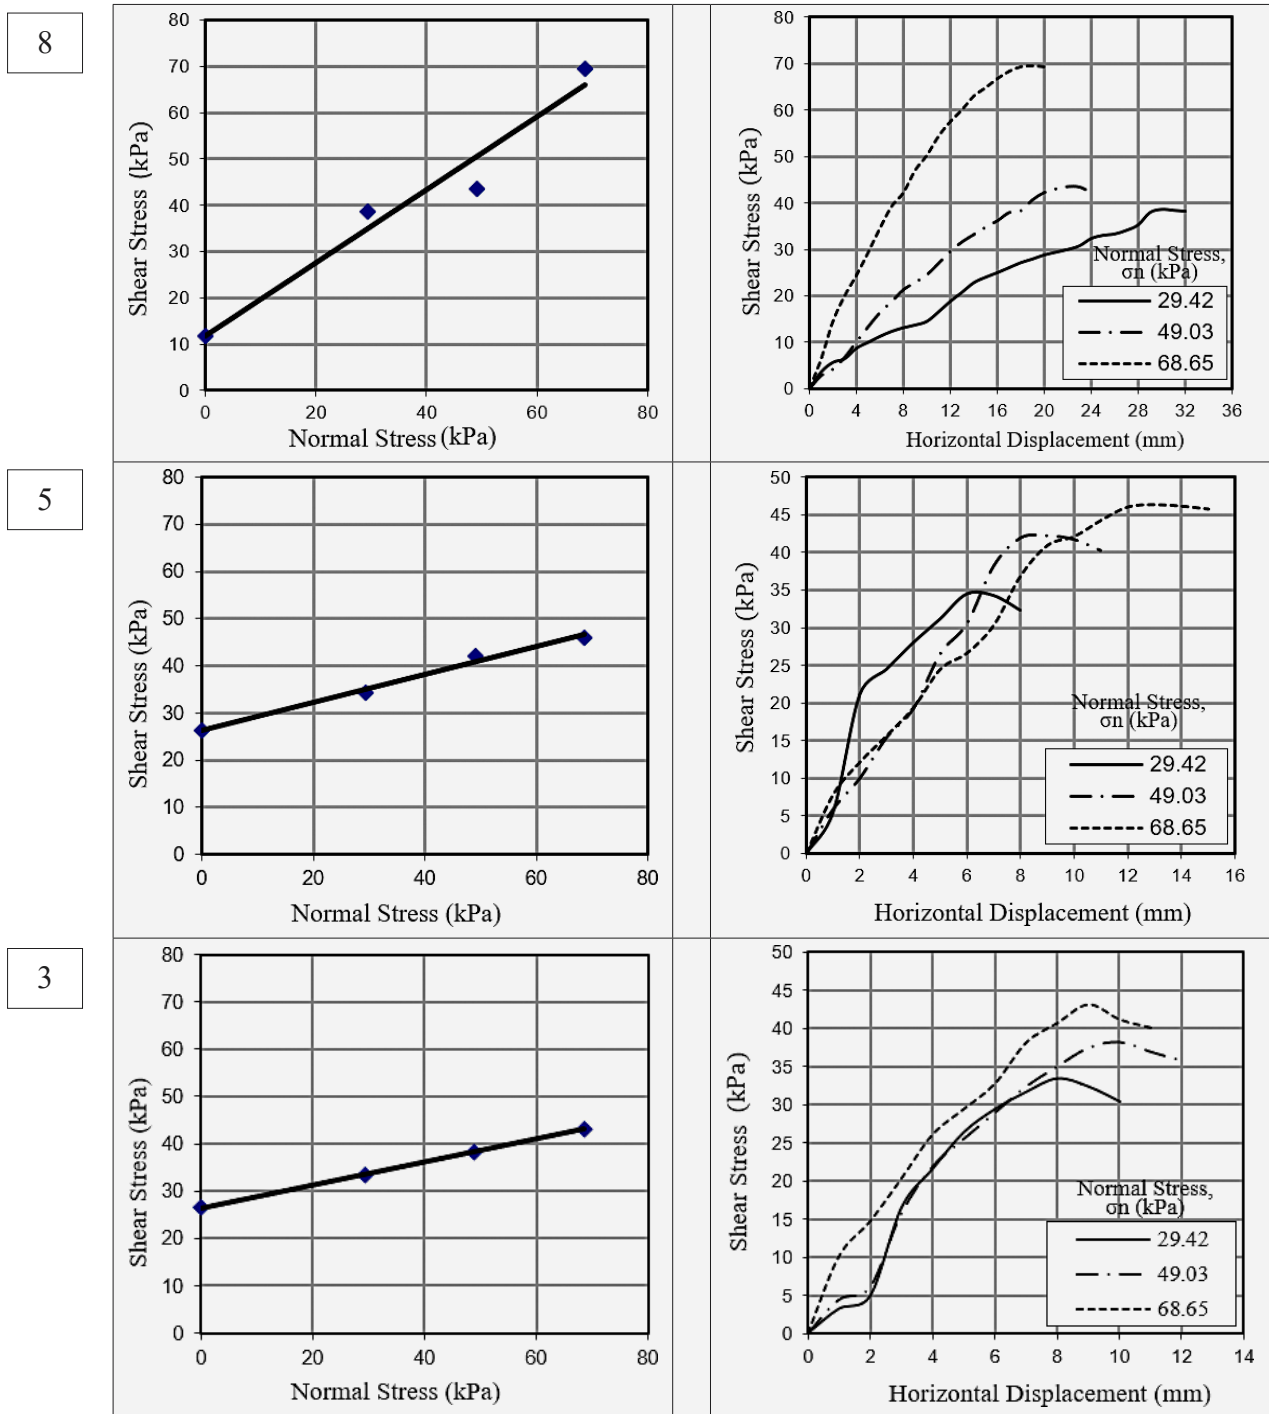 8
80
70
60
50
40
30
20
10
0
0 20 40 60 80
Shear Stress (kPa)
Normal Stress (kPa)
80
70
60
50
40
30
20
10
0
0 4 8 12 16 20 24 28 32 36
Shear Stress (kPa)
Horizontal Displacement (mm)
Normal Stress,
σn (kPa)
29.42
49.03
68.65
5
80
70
60
50
40
30
20
10
0
0 20 40 60 80
Shear Stress (kPa)
Normal Stress (kPa)
50
45
40
35
30
25
20
15
10
5
0
0 2 4 6 8 10 12 14 16
Shear Stress (kPa)
Horizontal Displacement (mm)
Normal Stress,
σn (kPa)
29.42
49.03
68.65
3
80
70
60
50
40
30
20
10
0
0 20 40 60 80
Shear Stress (kPa)
Normal Stress (kPa)
50
45
40
35
30
25
20
15
10
5
0
0 2 4 6 8 10 12 14
Shear Stress (kPa)
Horizontal Displacement (mm)
Normal Stress,
σn (kPa)
29.42
49.03
68.65